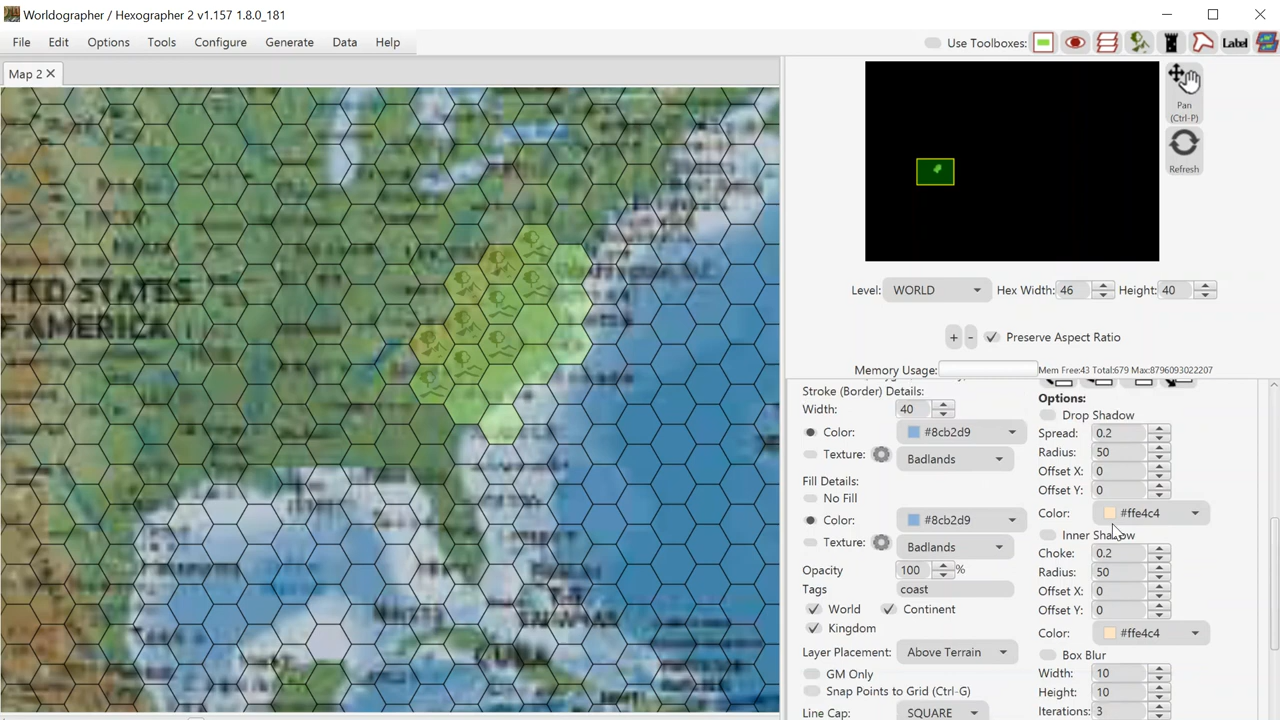 Worldographer / Hexographer 2 v1.157 1.8.0_181
File Edit Options Tools Configure Generate Data Help
Use Toolboxes: Label
Map 2
Pan
(Ctrl-P)
Refresh
UNITED STATES
OF AMERICA
Level: WORLD Hex Width: 46 Height: 40
+ - Preserve Aspect Ratio
Memory Usage: Mem Free:43 Total:679 Max:8796093022207
Stroke (Border) Details:
Width: 40
Color: #8cb2d9
Texture: Badlands
Fill Details:
No Fill
Color: #8cb2d9
Texture: Badlands
Opacity 100 %
Tags coast
World Continent
Kingdom
Layer Placement: Above Terrain
GM Only
Snap Points to Grid (Ctrl-G)
Line Cap: SQUARE
Options:
Drop Shadow
Spread: 0.2
Radius: 50
Offset X: 0
Offset Y: 0
Color: #ffe4c4
Inner Shadow
Choke: 0.2
Radius: 50
Offset X: 0
Offset Y: 0
Color: #ffe4c4
Box Blur
Width: 10
Height: 10
Iterations: 3